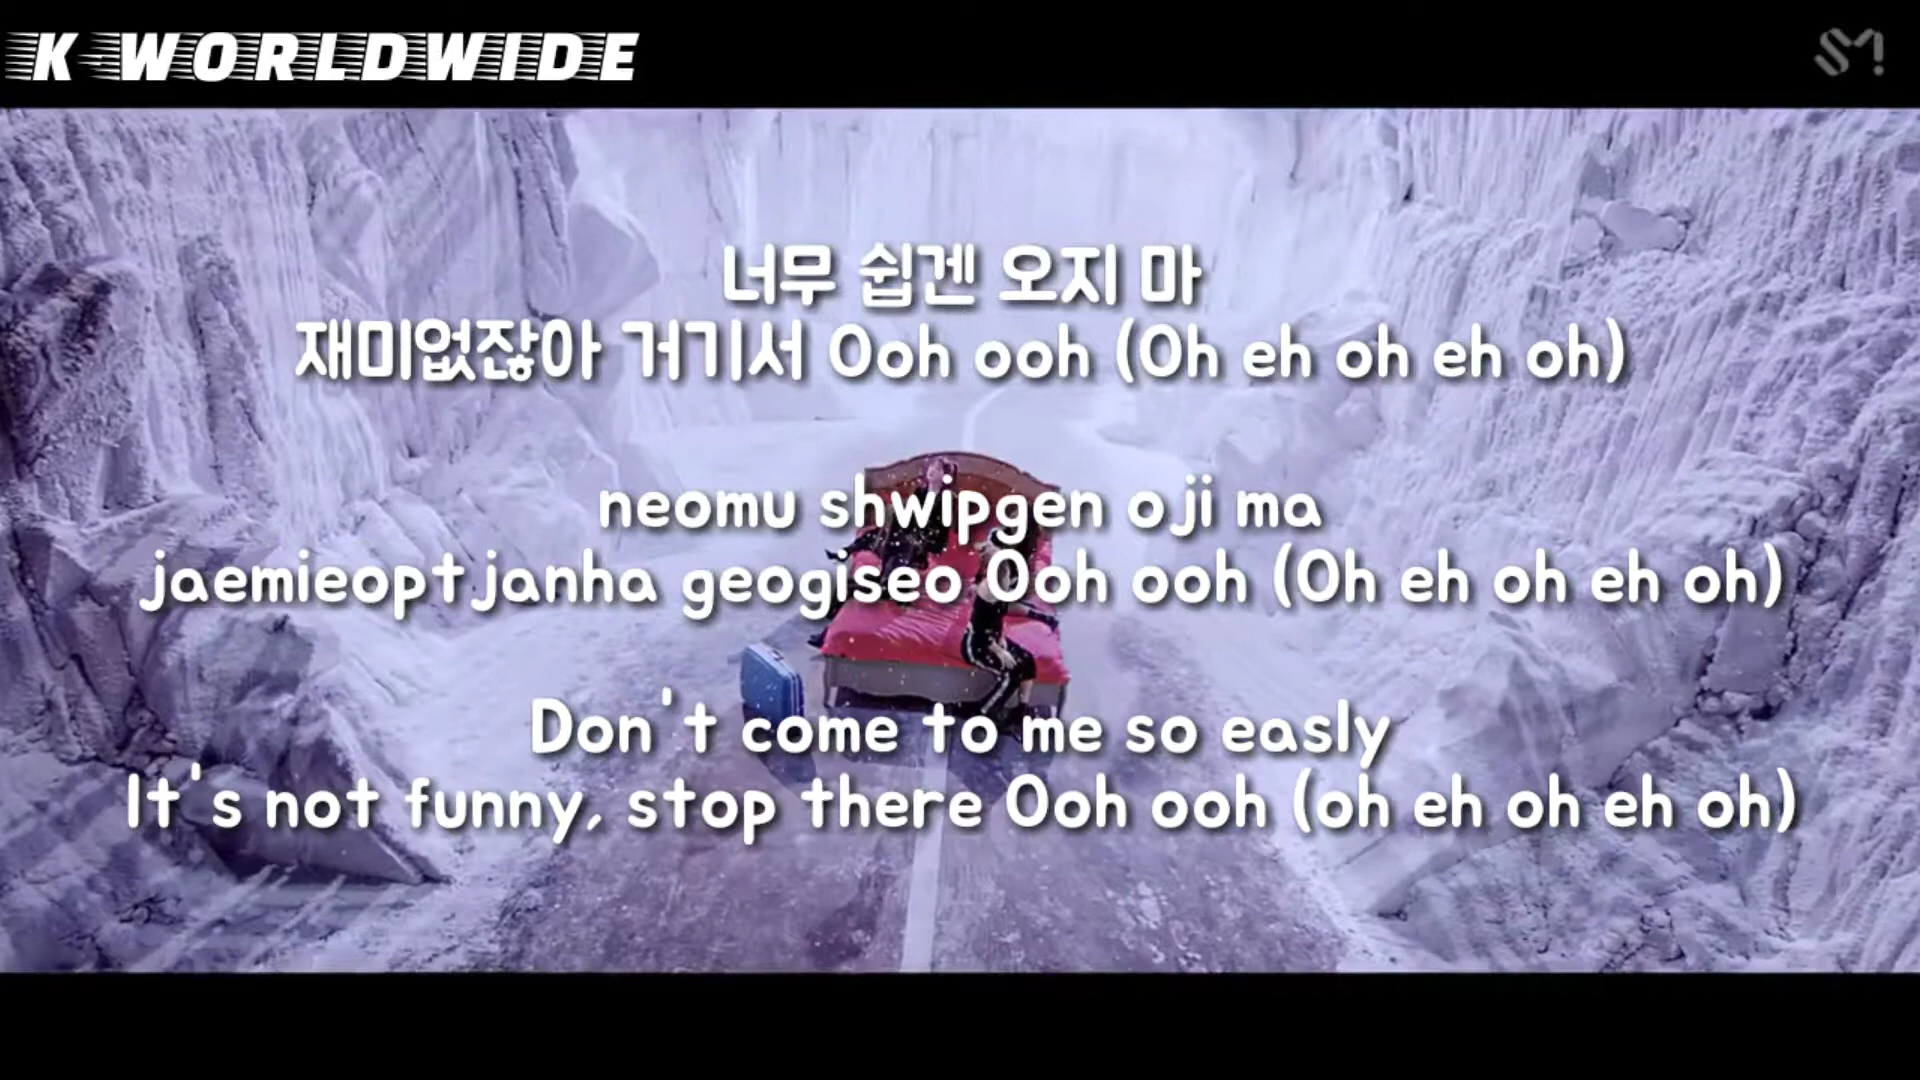 K-WORLDWIDE
SM!
너무 쉽겐 오지 마
재미없잖아 거기서 Ooh ooh (Oh eh oh eh oh)
neomu shwipgen oji ma
jaemieoptjanha geogiseo Ooh ooh (Oh eh oh eh oh)
Don't come to me so easly
It's not funny, stop there Ooh ooh (oh eh oh eh oh)